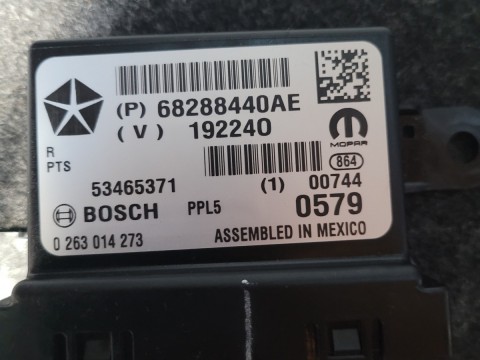 (P) 68288440AE
(V) 192240
MOPAR
R
PTS
864
53465371 (1) 00744
BOSCH PPL5 0579
0 263 014 273 ASSEMBLED IN MEXICO